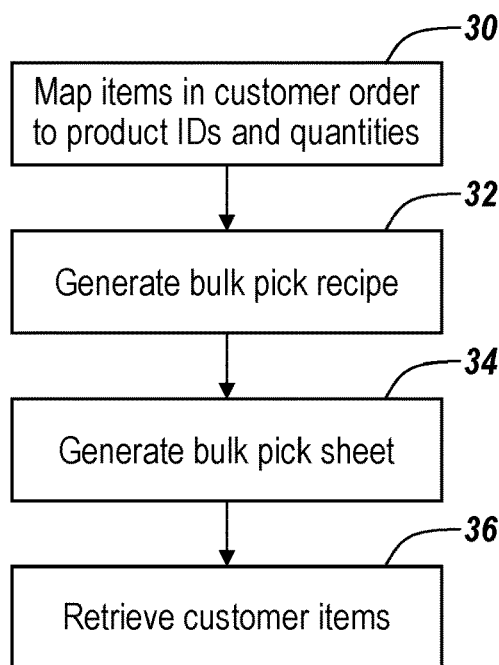 30
Map items in customer order
to product IDs and quantities
32
Generate bulk pick recipe
34
Generate bulk pick sheet
36
Retrieve customer items